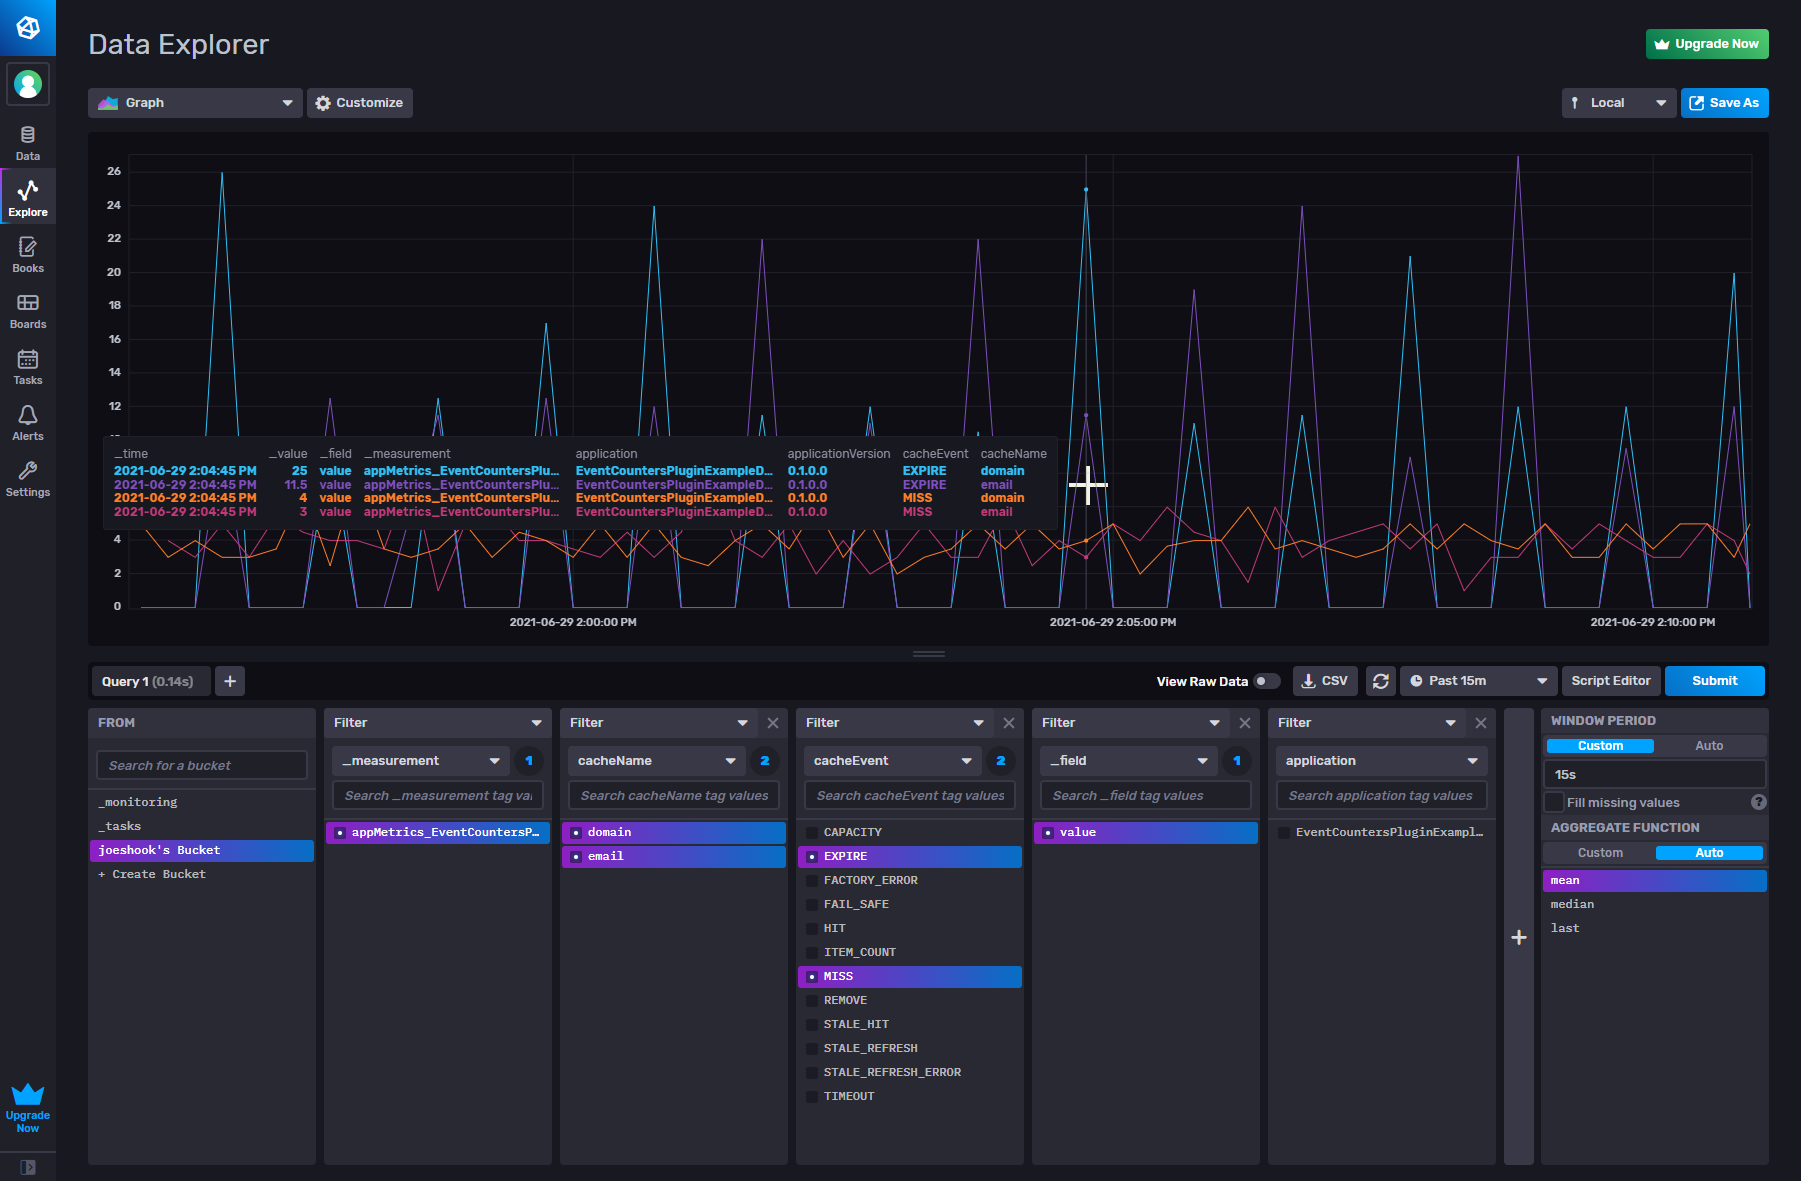 Data Explorer
Upgrade Now
Graph
Customize
Local
Save As
Data
Explore
Books
Boards
Tasks
Alerts
Settings
Upgrade
Now
26
24
22
20
18
16
14
12
_time _value _field _measurement application applicationVersion cacheEvent cacheName
2021-06-29 2:04:45 PM 25 value appMetrics_EventCountersPlu... EventCountersPluginExampleD... 0.1.0.0 EXPIRE domain
2021-06-29 2:04:45 PM 11.5 value appMetrics_EventCountersPlu... EventCountersPluginExampleD... 0.1.0.0 EXPIRE email
2021-06-29 2:04:45 PM 4 value appMetrics_EventCountersPlu... EventCountersPluginExampleD... 0.1.0.0 MISS domain
2021-06-29 2:04:45 PM 3 value appMetrics_EventCountersPlu... EventCountersPluginExampleD... 0.1.0.0 MISS email
4
2
0
2021-06-29 2:00:00 PM 2021-06-29 2:05:00 PM 2021-06-29 2:10:00 PM
Query 1 (0.14s)
+
View Raw Data
CSV
Past 15m
Script Editor
Submit
FROM
Search for a bucket
_monitoring
_tasks
joeshook's Bucket
+ Create Bucket
Filter
_measurement 1
Search _measurement tag val
appMetrics_EventCountersP...
Filter
cacheName 2
Search cacheName tag values
domain
email
Filter
cacheEvent 2
Search cacheEvent tag values
CAPACITY
EXPIRE
FACTORY_ERROR
FAIL_SAFE
HIT
ITEM_COUNT
MISS
REMOVE
STALE_HIT
STALE_REFRESH
STALE_REFRESH_ERROR
TIMEOUT
Filter
_field 1
Search _field tag values
value
Filter
application
Search application tag values
EventCountersPluginExampl...
+
WINDOW PERIOD
Custom Auto
15s
Fill missing values ?
AGGREGATE FUNCTION
Custom Auto
mean
median
last